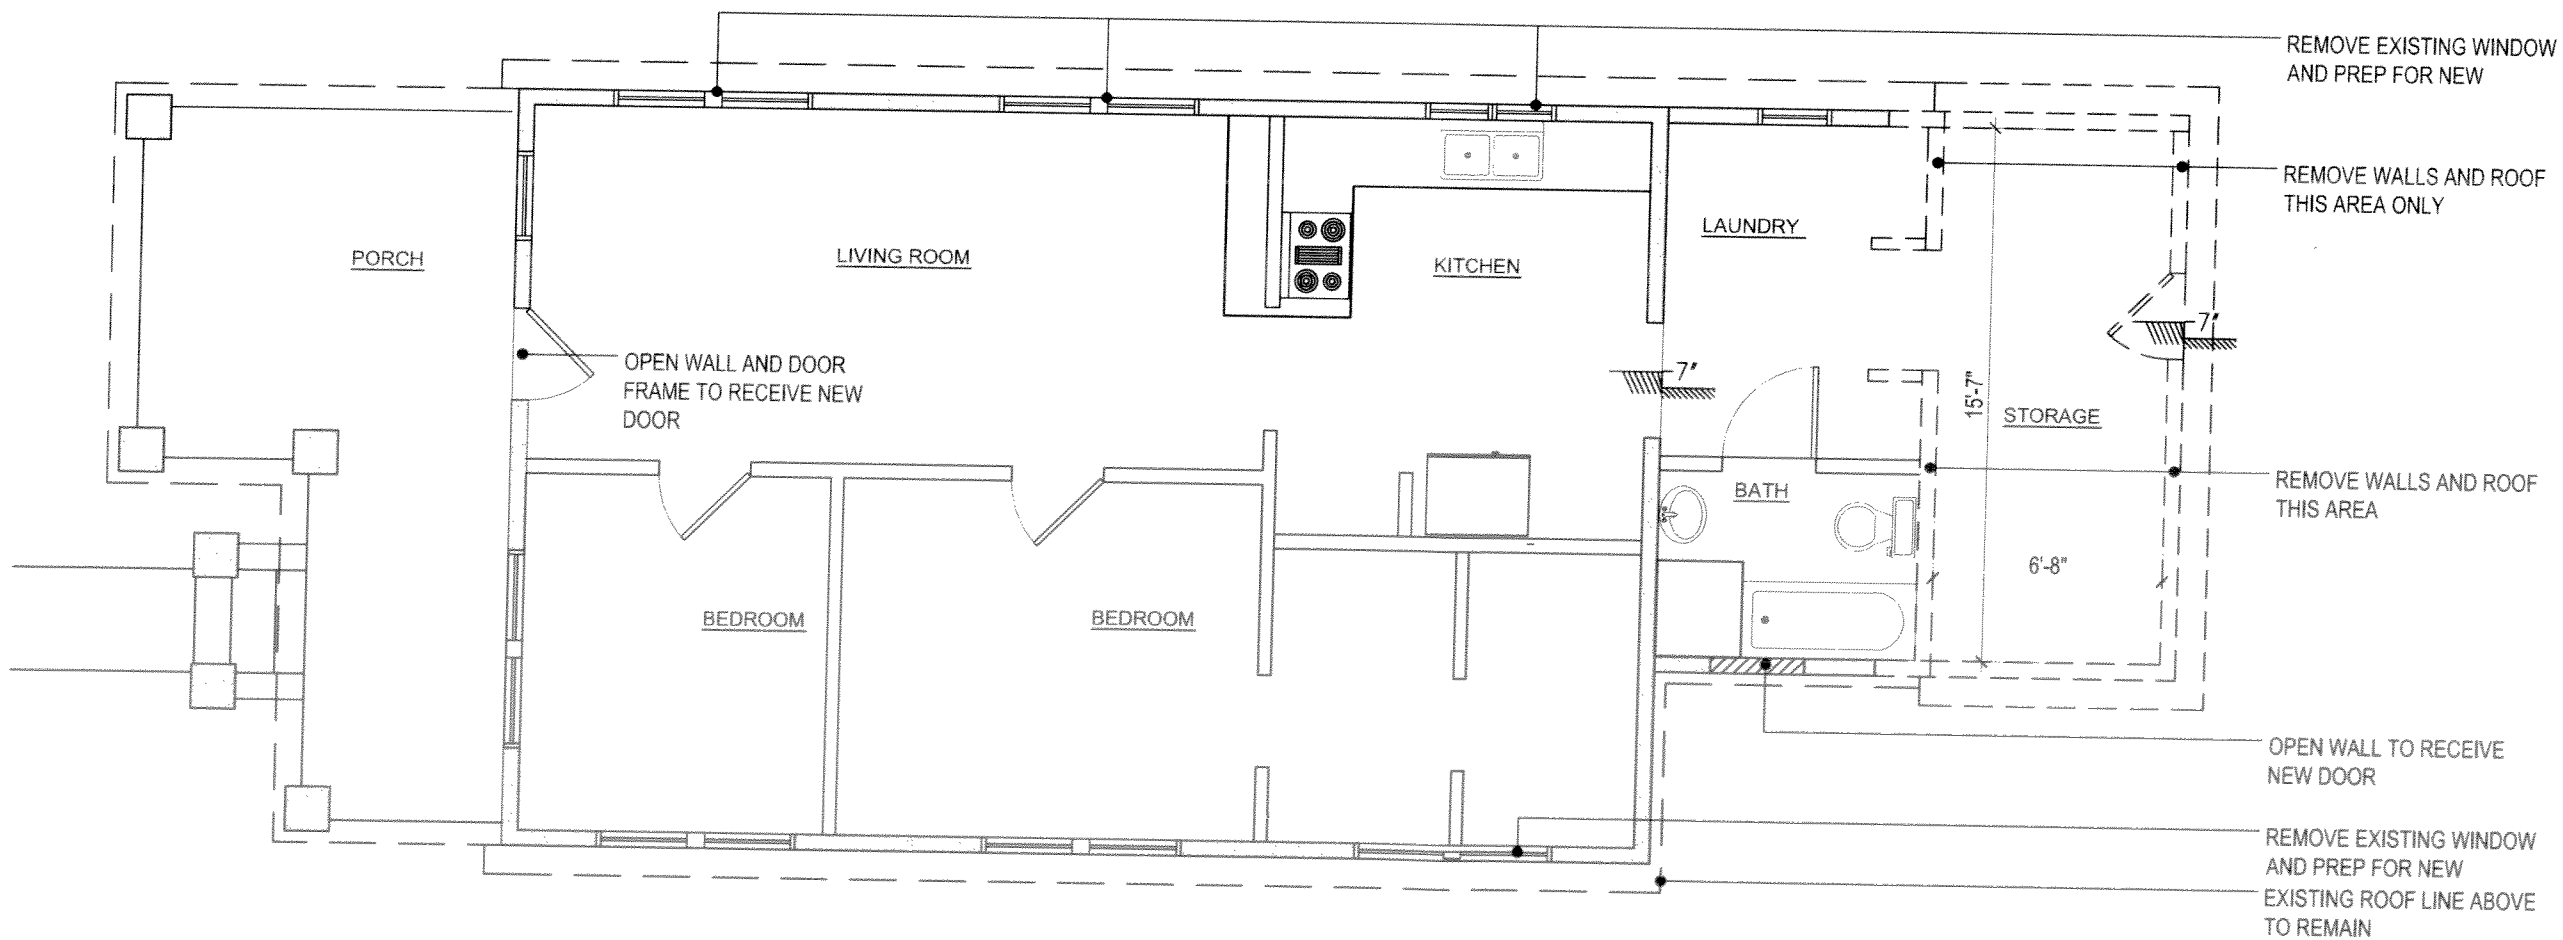 REMOVE EXISTING WINDOW
AND PREP FOR NEW
REMOVE WALLS AND ROOF
THIS AREA ONLY
LAUNDRY
PORCH
LIVING ROOM
KITCHEN
7"
OPEN WALL AND DOOR
FRAME TO RECEIVE NEW
DOOR
7"
15'-7"
STORAGE
REMOVE WALLS AND ROOF
THIS AREA
BATH
6'-8"
BEDROOM
BEDROOM
OPEN WALL TO RECEIVE
NEW DOOR
REMOVE EXISTING WINDOW
AND PREP FOR NEW
EXISTING ROOF LINE ABOVE
TO REMAIN